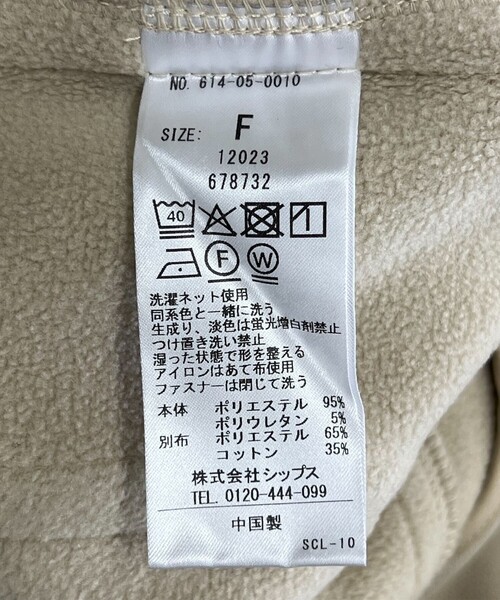 NO. 614-05-0010
SIZE: F
12023
678732
40
F W
洗濯ネット使用
同系色と一緒に洗う
生成り、淡色は蛍光増白剤禁止
つけ置き洗い禁止
湿った状態で形を整える
アイロンはあて布使用
ファスナーは閉じて洗う
本体 ポリエステル 95%
ポリウレタン 5%
別布 ポリエステル 65%
コットン 35%
株式会社シップス
TEL. 0120-444-099
中国製
SCL-10